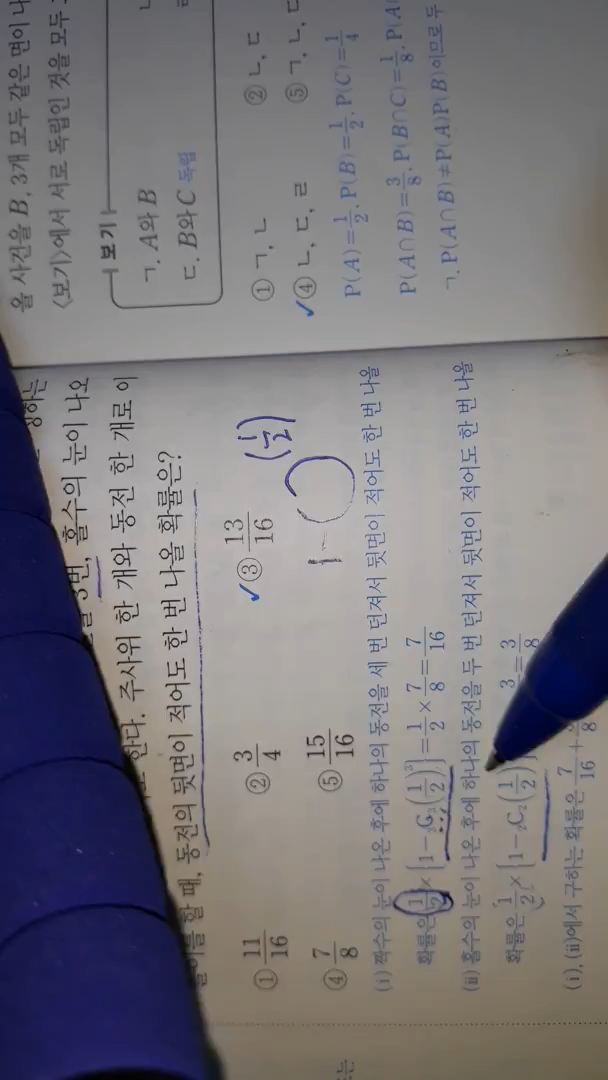 3번, 홀수의 눈이 나오
한다. 주사위 한 개와 동전 한 개로 이
를 할 때, 동전의 뒷면이 적어도 한 번 나올 확률은?
① 11/16 ② 3/4 ✓③ 13/16
④ 7/8 ⑤ 15/16
1 - (1/2)
(i) 짝수의 눈이 나온 후에 하나의 동전을 세 번 던져서 뒷면이 적어도 한 번 나올
확률은 1/2 × {1 - ₃C₃(1/2)³} = 1/2 × 7/8 = 7/16
(ii) 홀수의 눈이 나온 후에 하나의 동전을 두 번 던져서 뒷면이 적어도 한 번 나올
확률은 1/2 × {1 - ₂C₂(1/2) 3 = 3/8
(i), (ii)에서 구하는 확률은 7/16 + 8
을 사건을 B, 3개 모두 같은 면이 나
<보기>에서 서로 독립인 것을 모두
보기
ㄱ. A와 B
ㄷ. B와 C 독립
① ㄱ, ㄴ ② ㄴ, ㄷ
✓④ ㄴ, ㄷ, ㄹ ⑤ ㄱ, ㄴ, ㄷ
P(A)=1/2, P(B)=1/2, P(C)=1/4
P(A∩B)=3/8, P(B∩C)=1/8, P(A
ㄱ. P(A∩B)≠P(A)P(B)이므로 두